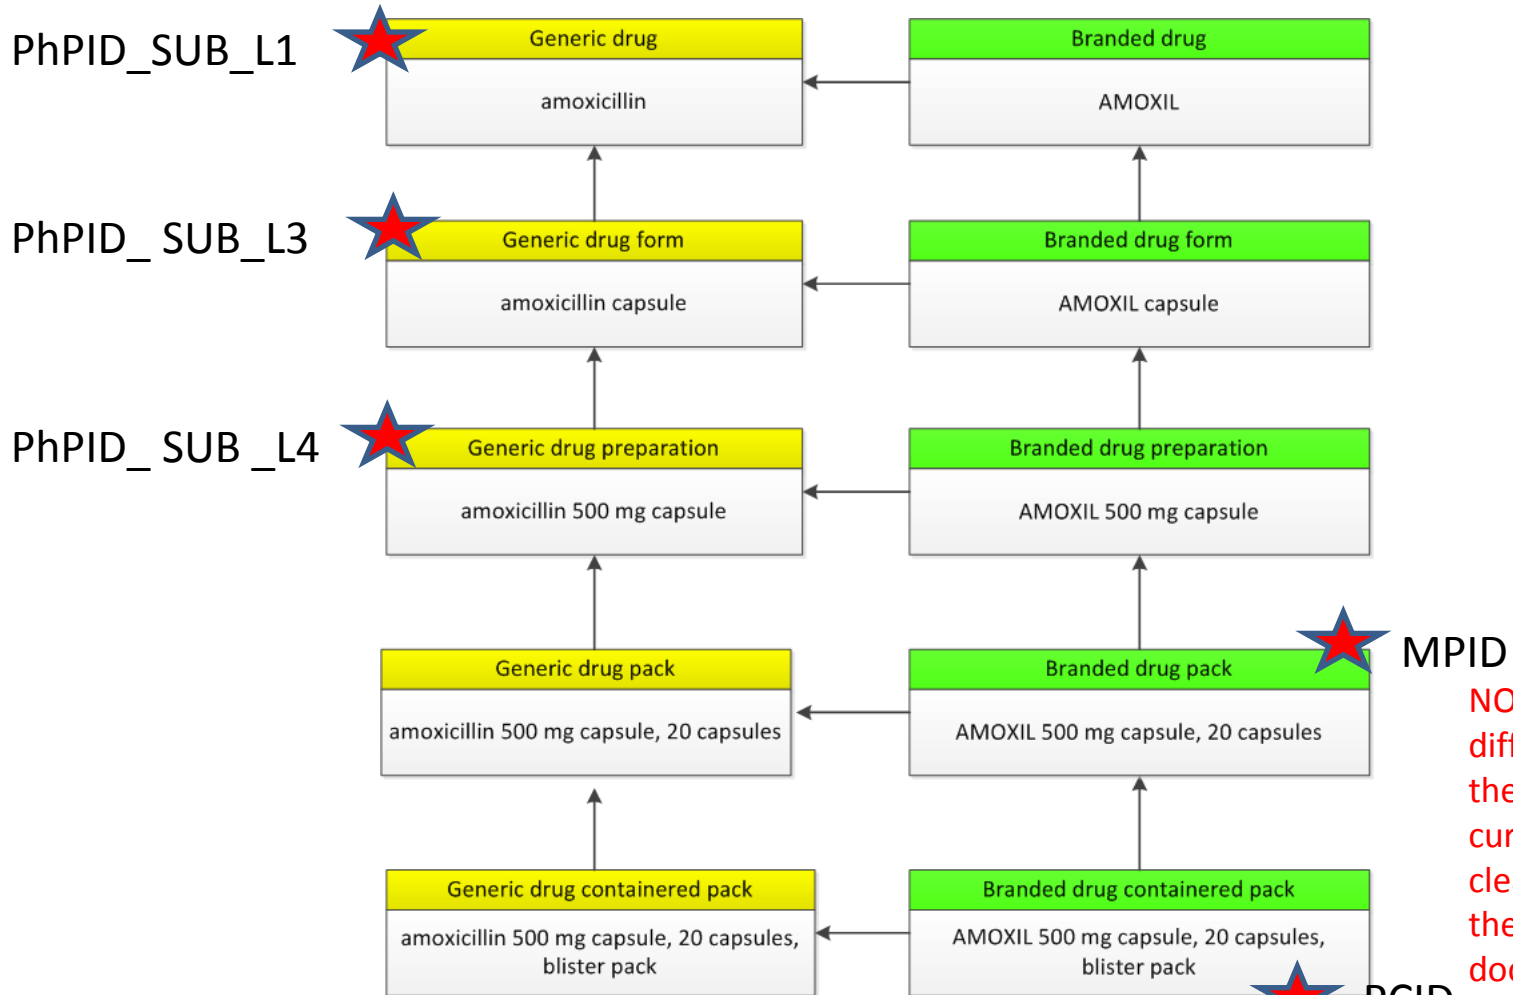 PhPID_SUB_L1
Generic drug
amoxicillin
Branded drug
AMOXIL
PhPID_ SUB_L3
Generic drug form
amoxicillin capsule
Branded drug form
AMOXIL capsule
PhPID_ SUB _L4
Generic drug preparation
amoxicillin 500 mg capsule
Branded drug preparation
AMOXIL 500 mg capsule
MPID
Generic drug pack
amoxicillin 500 mg capsule, 20 capsules
Branded drug pack
AMOXIL 500 mg capsule, 20 capsules
Generic drug containered pack
amoxicillin 500 mg capsule, 20 capsules,
blister pack
Branded drug containered pack
AMOXIL 500 mg capsule, 20 capsules,
blister pack
PCID